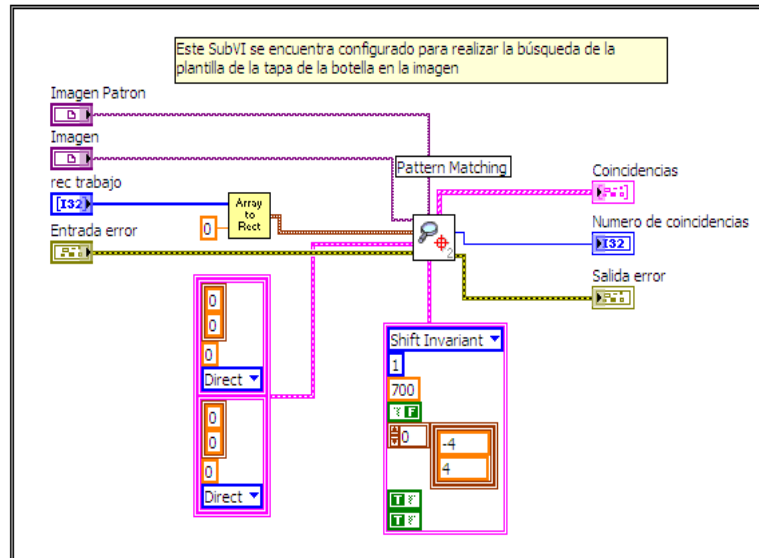 Este SubVI se encuentra configurado para realizar la búsqueda de la
plantilla de la tapa de la botella en la imagen
Imagen Patron
Imagen
Pattern Matching
Coincidencias
rec trabajo
[I32]
Array
to
Rect
0
Numero de coincidencias
I32
Entrada error
2
Salida error
0
0
0
Direct
0
0
0
Direct
Shift Invariant
1
700
F
0
-4
4
T
T